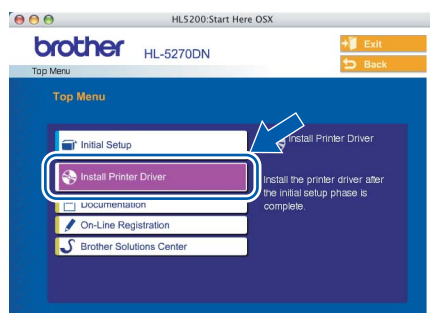 HL5200:Start Here OSX
brother HL-5270DN
Exit
Back
Top Menu
Top Menu
Initial Setup
Install Printer Driver
Documentation
On-Line Registration
Brother Solutions Center
Install Printer Driver
Install the printer driver after
the initial setup phase is
complete.